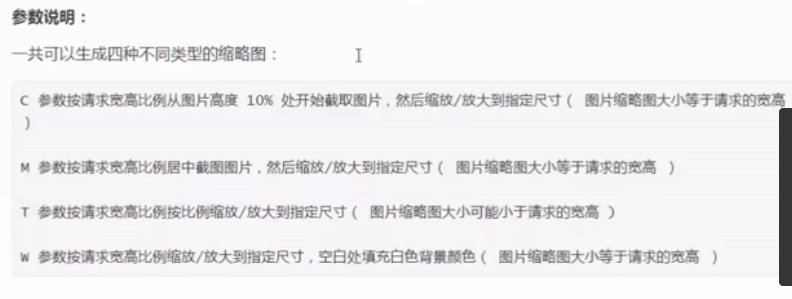 参数说明：
一共可以生成四种不同类型的缩略图：
C 参数按请求宽高比例从图片高度 10% 处开始截取图片，然后缩放/放大到指定尺寸（ 图片缩略图大小等于请求的宽高
）
M 参数按请求宽高比例居中截图图片，然后缩放/放大到指定尺寸（ 图片缩略图大小等于请求的宽高 ）
T 参数按请求宽高比例按比例缩放/放大到指定尺寸（ 图片缩略图大小可能小于请求的宽高 ）
W 参数按请求宽高比例缩放/放大到指定尺寸，空白处填充白色背景颜色（ 图片缩略图大小等于请求的宽高 ）